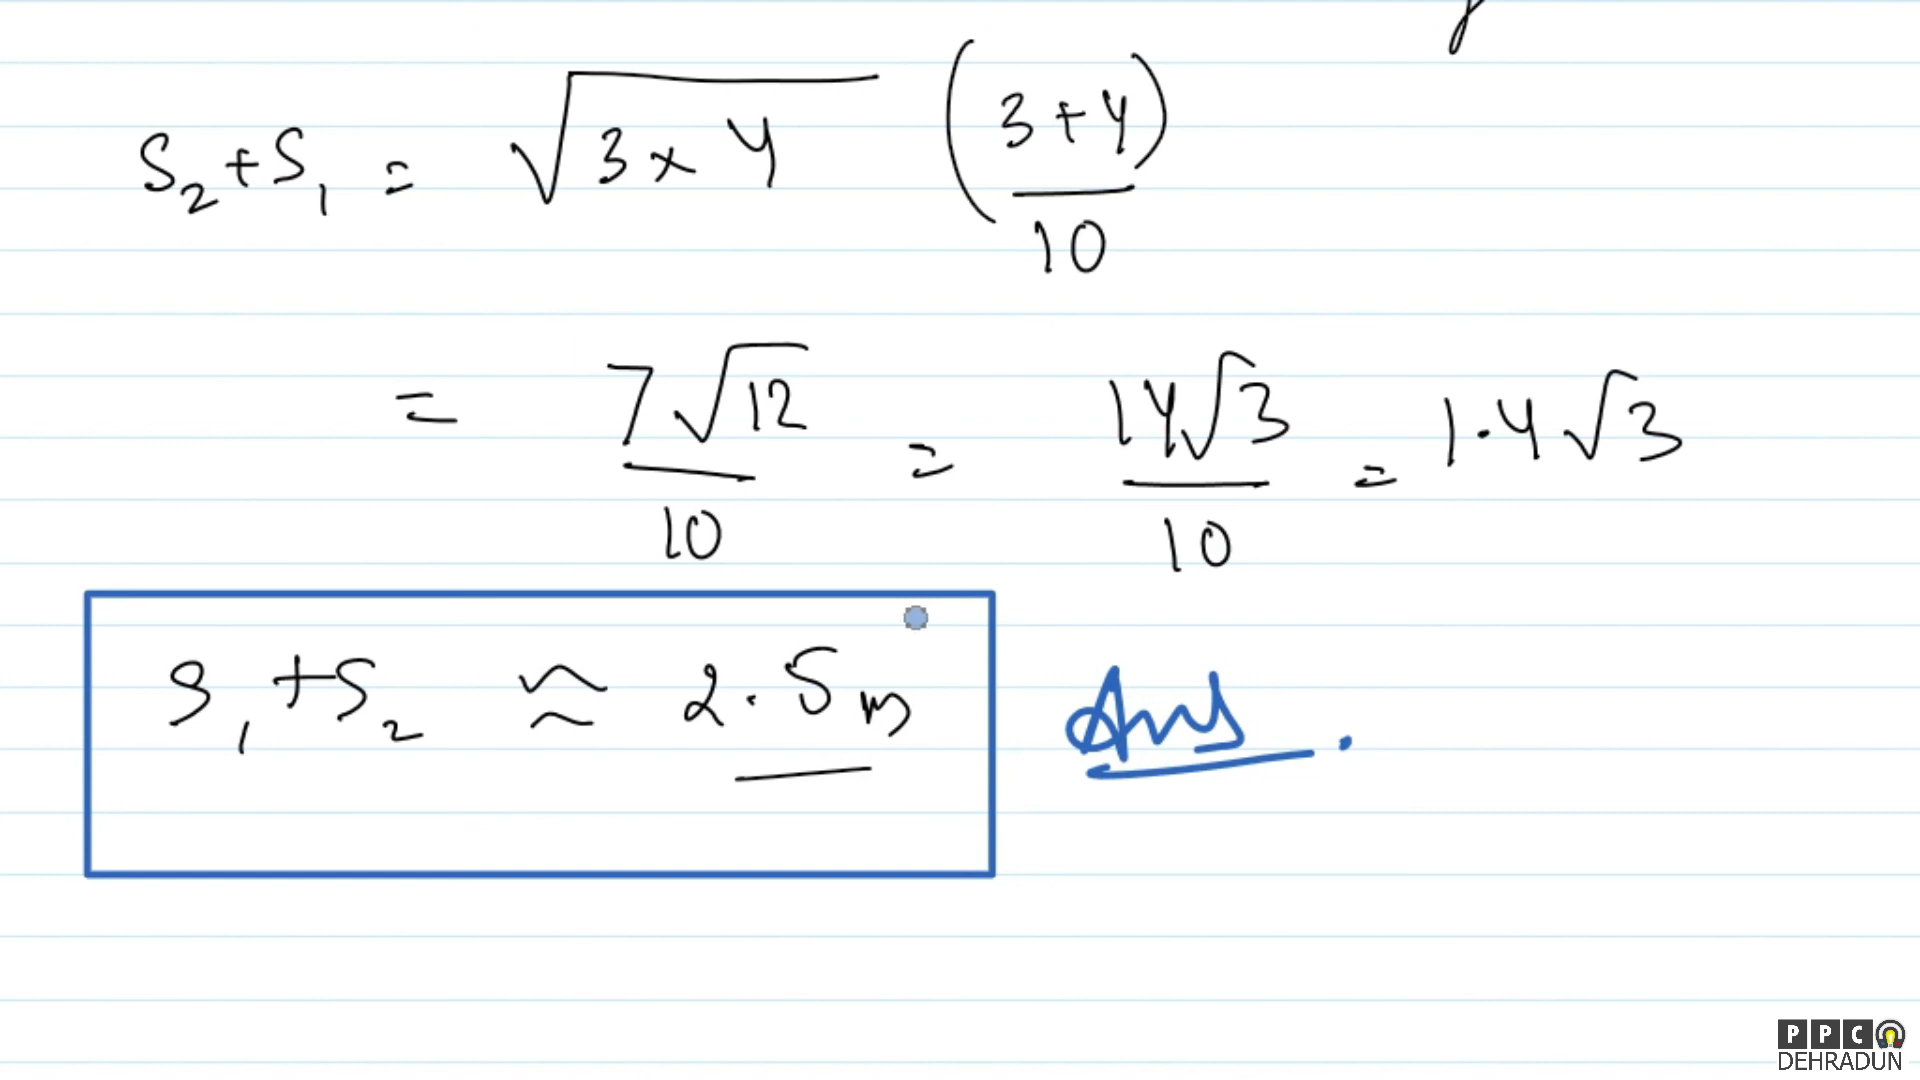 S₂+S₁ = √(3×4) (3+4)/10
= 7√12/10 = 14√3/10 = 1.4√3
S₁+S₂ ≈ 2.5m Ans.
PPC
DEHRADUN